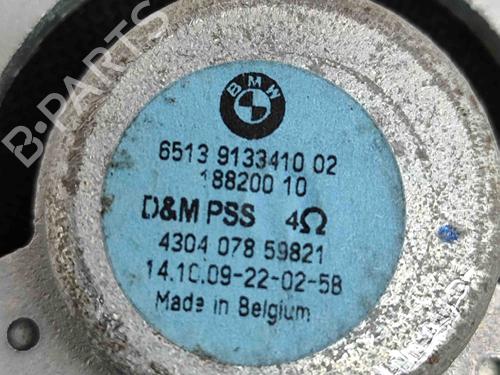 B-PARTS
BMW
6513 9133410 02
188200 10
D&M PSS 4Ω
4304 078 59821
14.10.09-22-02-58
Made in Belgium